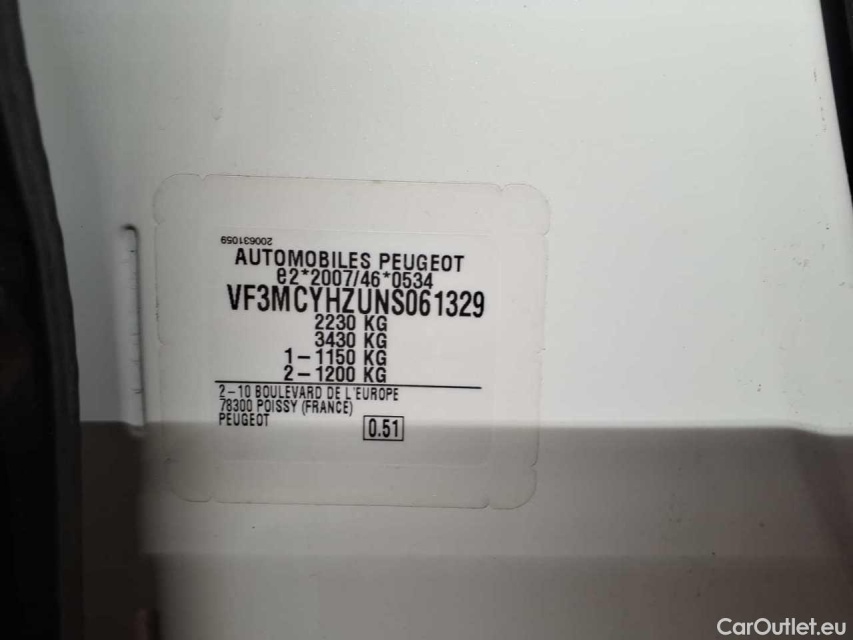 200631059
AUTOMOBILES PEUGEOT
e2*2007/46*0534
VF3MCYHZUNS061329
2230 KG
3430 KG
1-1150 KG
2-1200 KG
2-10 BOULEVARD DE L'EUROPE
78300 POISSY (FRANCE)
PEUGEOT
0.51
CarOutlet.eu